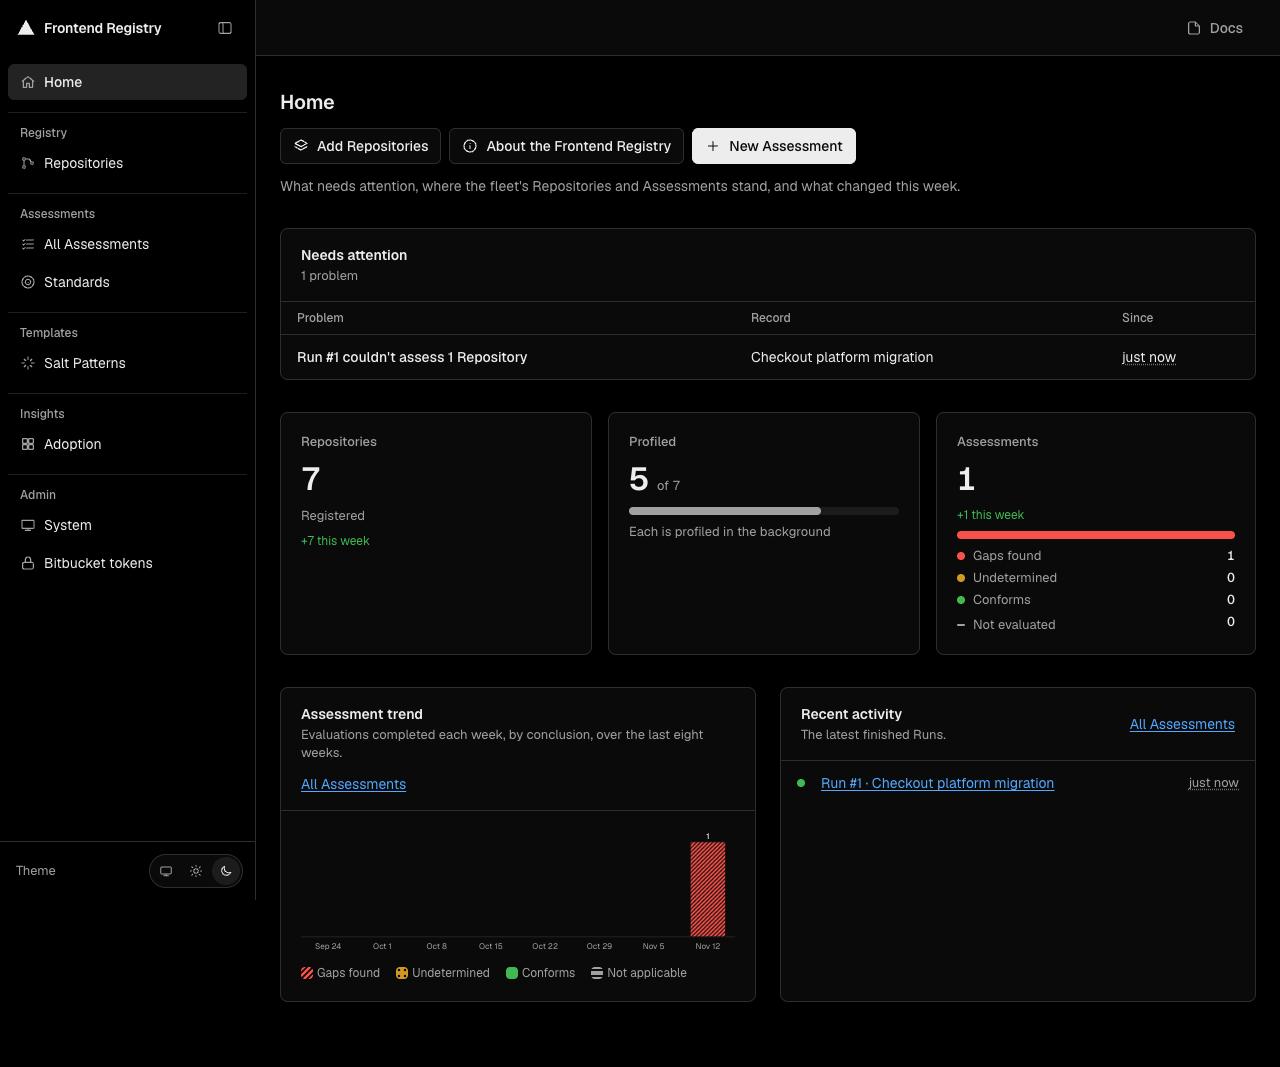 Frontend Registry
Docs
Home
Registry
Repositories
Assessments
All Assessments
Standards
Templates
Salt Patterns
Insights
Adoption
Admin
System
Bitbucket tokens
Theme
Home
Add Repositories
About the Frontend Registry
New Assessment
What needs attention, where the fleet's Repositories and Assessments stand, and what changed this week.
Needs attention
1 problem
Problem Record Since
Run #1 couldn't assess 1 Repository Checkout platform migration just now
Repositories
7
Registered
+7 this week
Profiled
5 of 7
Each is profiled in the background
Assessments
1
+1 this week
Gaps found 1
Undetermined 0
Conforms 0
Not evaluated 0
Assessment trend
Evaluations completed each week, by conclusion, over the last eight
weeks.
All Assessments
1
Sep 24 Oct 1 Oct 8 Oct 15 Oct 22 Oct 29 Nov 5 Nov 12
Gaps found Undetermined Conforms Not applicable
Recent activity
The latest finished Runs.
All Assessments
Run #1 · Checkout platform migration just now